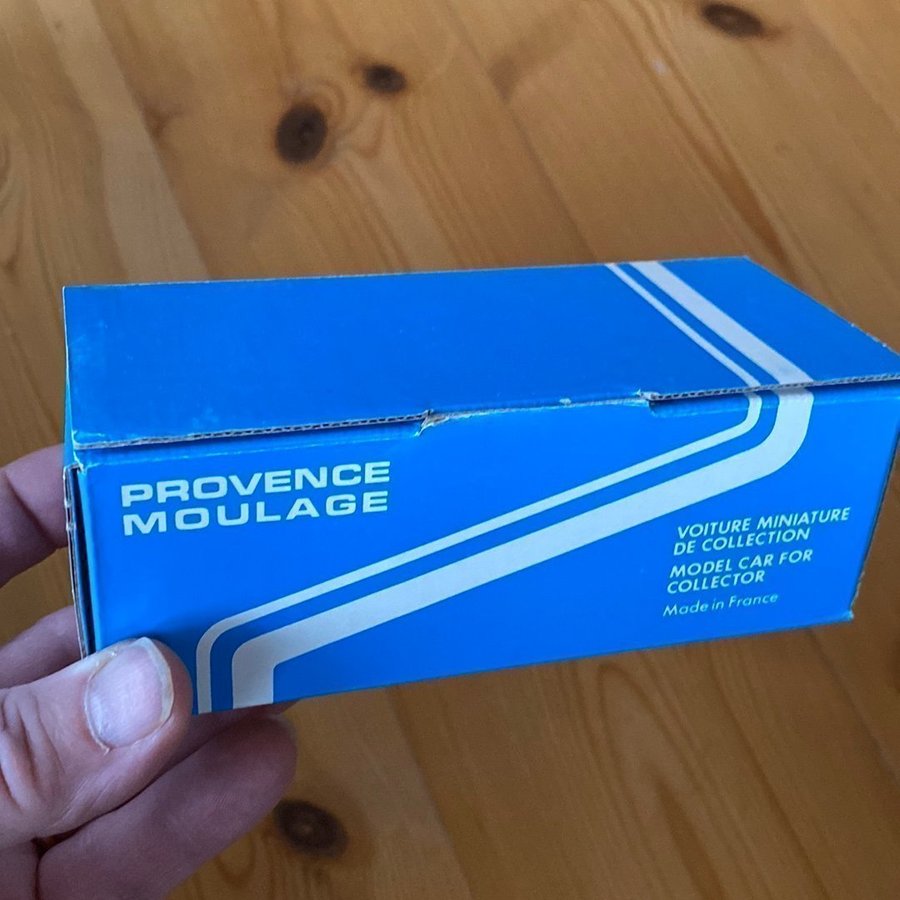 PROVENCE
MOULAGE
VOITURE MINIATURE
DE COLLECTION
MODEL CAR FOR
COLLECTOR
Made in France